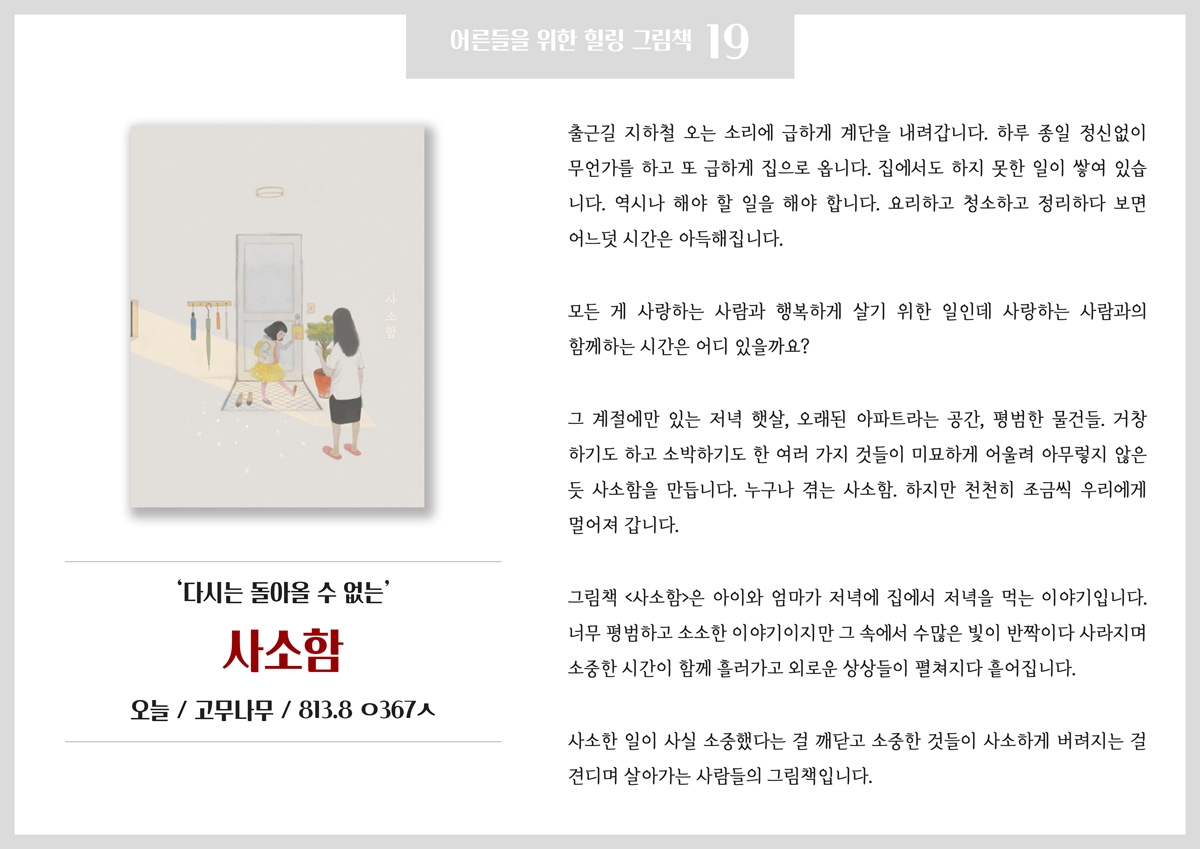 어른들을 위한 힐링 그림책 19
사소함
‘다시는 돌아올 수 없는’
사소함
오늘 / 고무나무 / 813.8 ㅇ367ㅅ
출근길 지하철 오는 소리에 급하게 계단을 내려갑니다. 하루 종일 정신없이
무언가를 하고 또 급하게 집으로 옵니다. 집에서도 하지 못한 일이 쌓여 있습
니다. 역시나 해야 할 일을 해야 합니다. 요리하고 청소하고 정리하다 보면
어느덧 시간은 아득해집니다.
모든 게 사랑하는 사람과 행복하게 살기 위한 일인데 사랑하는 사람과의
함께하는 시간은 어디 있을까요?
그 계절에만 있는 저녁 햇살, 오래된 아파트라는 공간, 평범한 물건들. 거창
하기도 하고 소박하기도 한 여러 가지 것들이 미묘하게 어울려 아무렇지 않은
듯 사소함을 만듭니다. 누구나 겪는 사소함. 하지만 천천히 조금씩 우리에게
멀어져 갑니다.
그림책 <사소함>은 아이와 엄마가 저녁에 집에서 저녁을 먹는 이야기입니다.
너무 평범하고 소소한 이야기이지만 그 속에서 수많은 빛이 반짝이다 사라지며
소중한 시간이 함께 흘러가고 외로운 상상들이 펼쳐지다 흩어집니다.
사소한 일이 사실 소중했다는 걸 깨닫고 소중한 것들이 사소하게 버려지는 걸
견디며 살아가는 사람들의 그림책입니다.